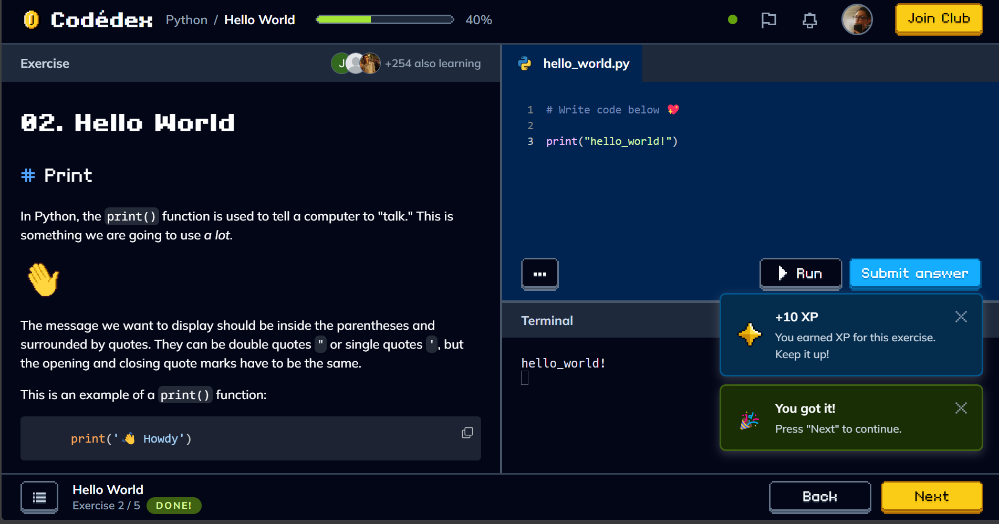 Codédex Python / Hello World 40% Join Club
Exercise J +254 also learning
02. Hello World
# Print
In Python, the print() function is used to tell a computer to "talk." This is
something we are going to use a lot.
The message we want to display should be inside the parentheses and
surrounded by quotes. They can be double quotes " or single quotes ', but
the opening and closing quote marks have to be the same.
This is an example of a print() function:
print('👋 Howdy')
hello_world.py
1 # Write code below 💖
2
3 print("hello_world!")
... Run Submit answer
Terminal
hello_world!
+10 XP
You earned XP for this exercise.
Keep it up!
You got it!
Press "Next" to continue.
Hello World
Exercise 2 / 5 DONE!
Back Next